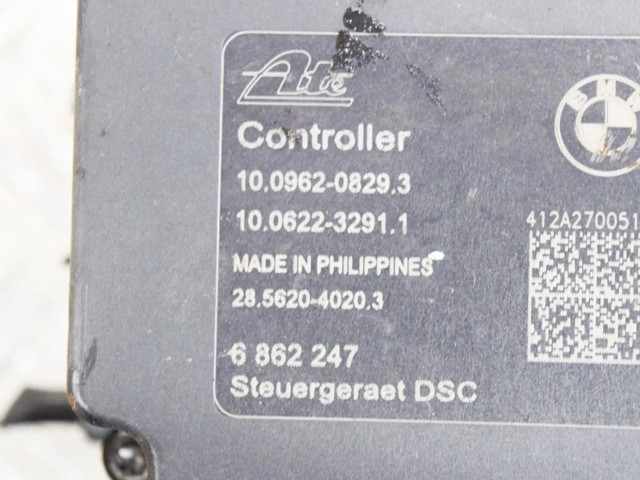 Ate
Controller
10.0962-0829.3
10.0622-3291.1
MADE IN PHILIPPINES
28.5620-4020.3
6 862 247
Steuergeraet DSC
BMW
412A270051